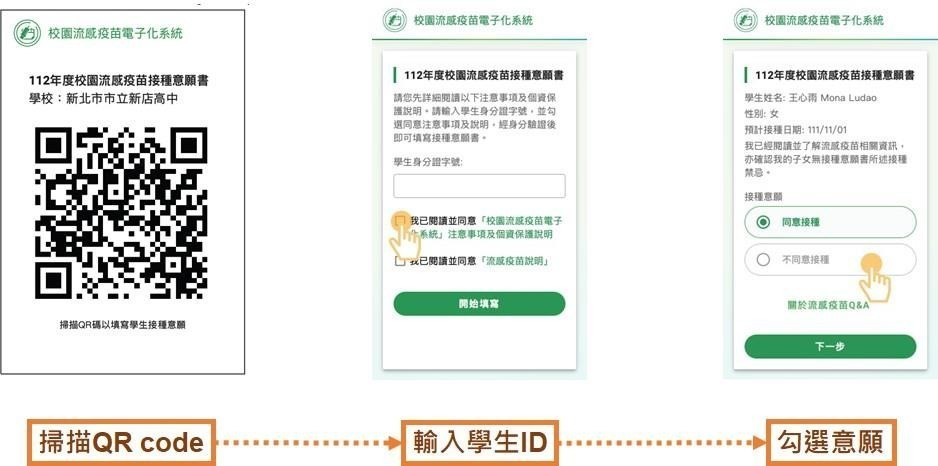 校園流感疫苗電子化系統
112年度校園流感疫苗接種意願書
學校：新北市市立新店高中
掃描QR碼以填寫學生接種意願
校園流感疫苗電子化系統
112年度校園流感疫苗接種意願書
請您先詳細閱讀以下注意事項及個資保
護說明。請輸入學生身分證字號，並勾
選同意注意事項及說明，經身分驗證後
即可填寫接種意願書。
學生身分證字號:
我已閱讀並同意「校園流感疫苗電子
化系統」注意事項及個資保護說明
我已閱讀並同意「流感疫苗說明」
開始填寫
校園流感疫苗電子化系統
112年度校園流感疫苗接種意願書
學生姓名: 王心雨 Mona Ludao
性別: 女
預計接種日期: 111/11/01
我已經閱讀並了解流感疫苗相關資訊，
亦確認我的子女無接種意願書所述接種
禁忌。
接種意願
同意接種
不同意接種
關於流感疫苗Q&A
下一步
掃描QR code
輸入學生ID
勾選意願